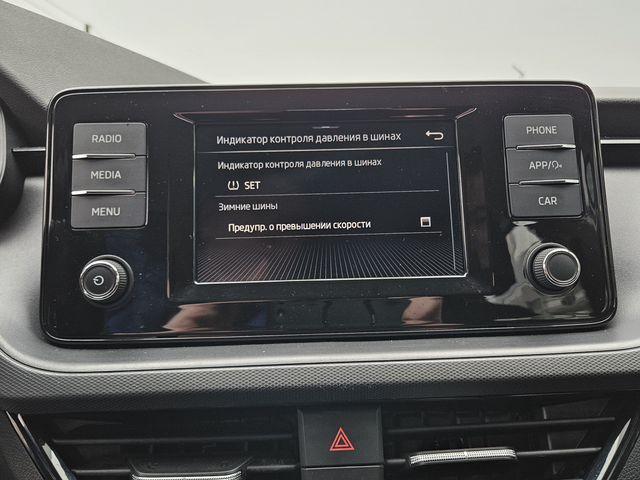 RADIO
MEDIA
MENU
Индикатор контроля давления в шинах
Индикатор контроля давления в шинах
SET
Зимние шины
Предупр. о превышении скорости
PHONE
APP/
CAR